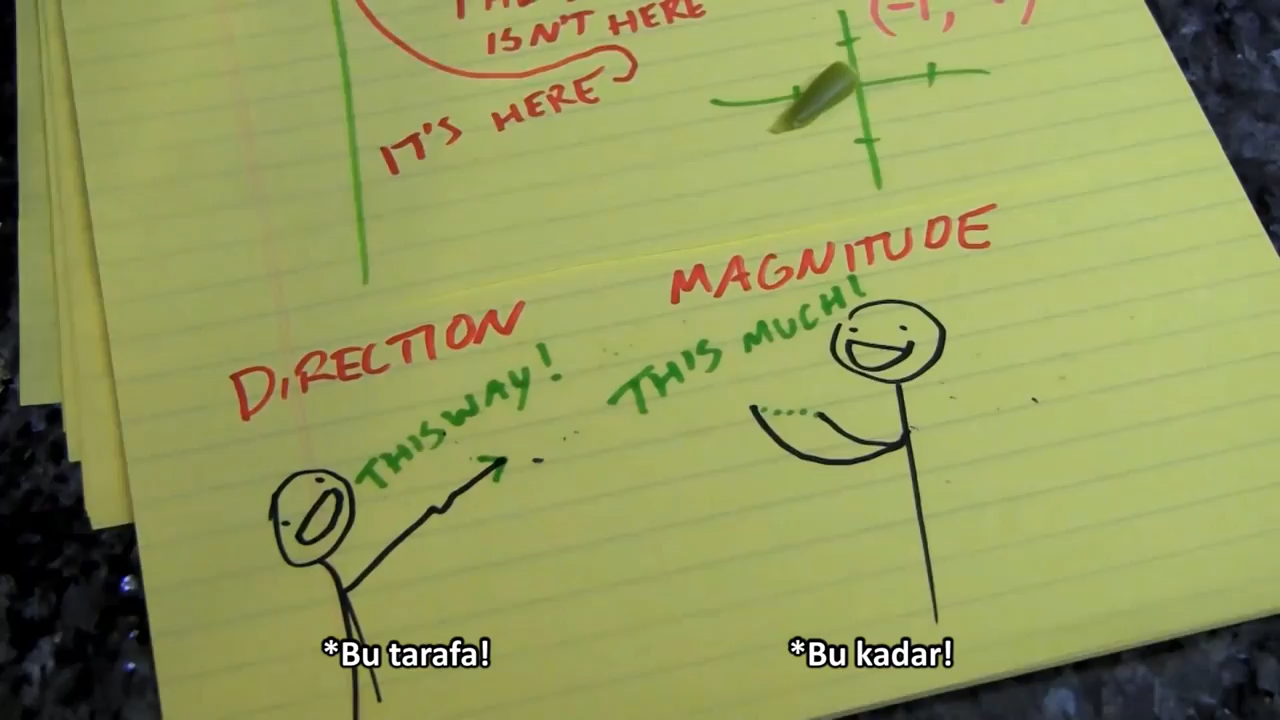 ISN'T HERE
IT'S HERE
DIRECTION
MAGNITUDE
THIS WAY!
THIS MUCH!
*Bu tarafa!
*Bu kadar!